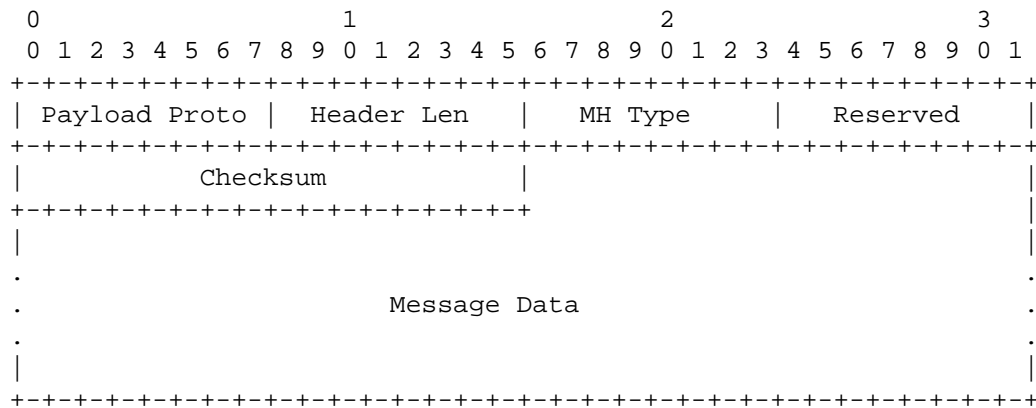 0                   1                   2                   3
 0 1 2 3 4 5 6 7 8 9 0 1 2 3 4 5 6 7 8 9 0 1 2 3 4 5 6 7 8 9 0 1
+-+-+-+-+-+-+-+-+-+-+-+-+-+-+-+-+-+-+-+-+-+-+-+-+-+-+-+-+-+-+-+-+
| Payload Proto |  Header Len   |   MH Type     |   Reserved    |
+-+-+-+-+-+-+-+-+-+-+-+-+-+-+-+-+-+-+-+-+-+-+-+-+-+-+-+-+-+-+-+-+
|           Checksum            |                               |
+-+-+-+-+-+-+-+-+-+-+-+-+-+-+-+-+                               |
|                                                               |
.                                                               .
.                       Message Data                            .
.                                                               .
|                                                               |
+-+-+-+-+-+-+-+-+-+-+-+-+-+-+-+-+-+-+-+-+-+-+-+-+-+-+-+-+-+-+-+-+